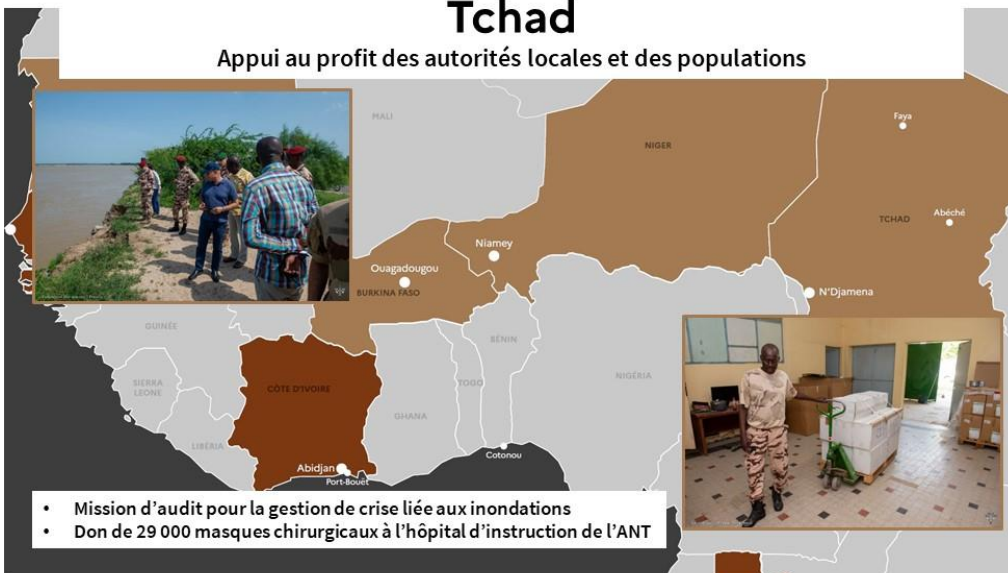 Tchad
Appui au profit des autorités locales et des populations
MALI
NIGER
Faya
TCHAD
Abéché
Niamey
Ouagadougou
BURKINA FASO
N'Djamena
GUINÉE
BÉNIN
SIERRA
LEONE
CÔTE D'IVOIRE
TOGO
GHANA
NIGÉRIA
LIBÉRIA
Cotonou
Abidjan
Port-Bouët
• Mission d'audit pour la gestion de crise liée aux inondations
• Don de 29 000 masques chirurgicaux à l'hôpital d'instruction de l'ANT